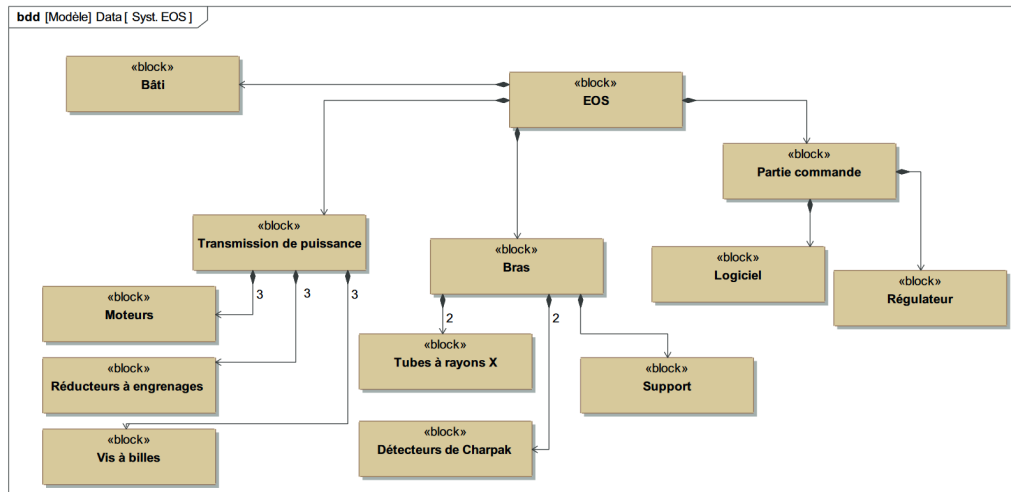 bdd [Modèle] Data [ Syst. EOS ]
«block»
Bâti
«block»
EOS
«block»
Partie commande
«block»
Transmission de puissance
«block»
Bras
«block»
Logiciel
«block»
Régulateur
3
3
3
«block»
Moteurs
2
2
«block»
Tubes à rayons X
«block»
Réducteurs à engrenages
«block»
Support
«block»
Détecteurs de Charpak
«block»
Vis à billes